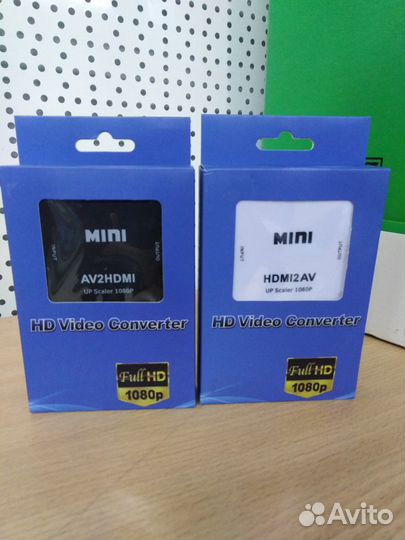 MINI
INPUT
OUTPUT
AV2HDMI
UP Scaler 1080P
HD Video Converter
Full HD
1080p
MINI
INPUT
OUTPUT
HDMI2AV
UP Scaler 1080P
HD Video Converter
Full HD
1080p
Avito